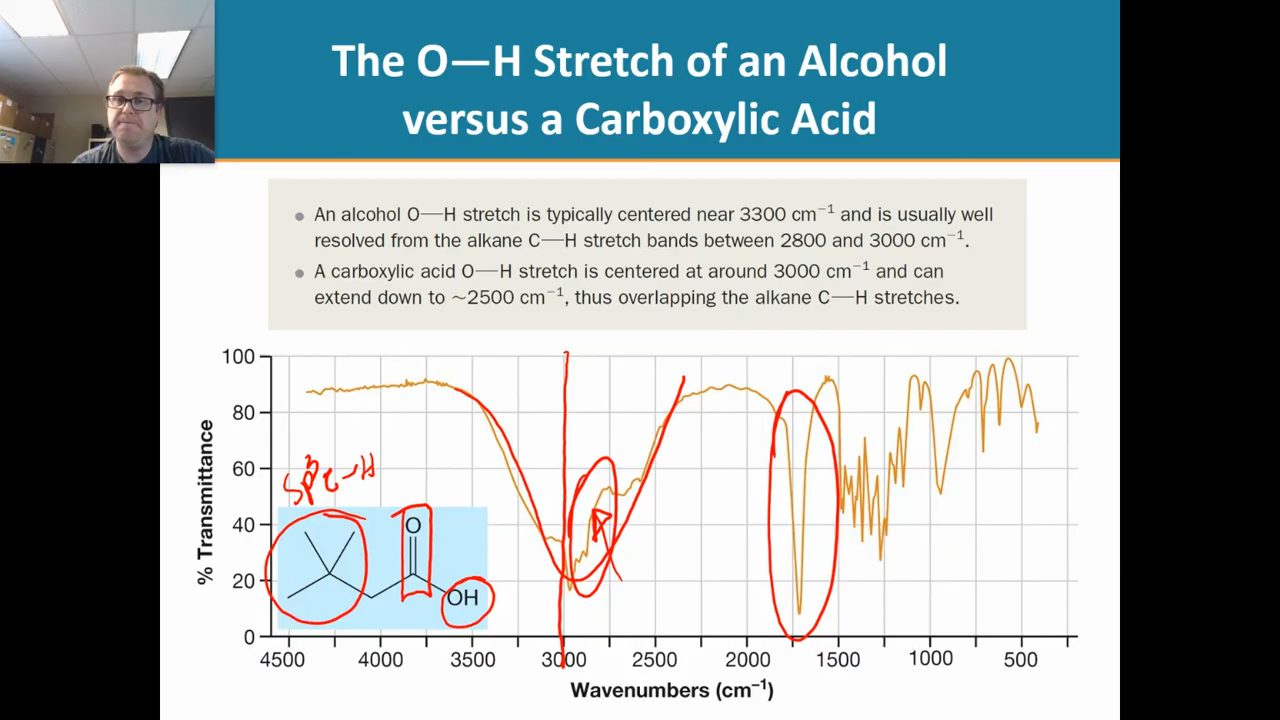 The O—H Stretch of an Alcohol
versus a Carboxylic Acid
• An alcohol O—H stretch is typically centered near 3300 cm⁻¹ and is usually well
resolved from the alkane C—H stretch bands between 2800 and 3000 cm⁻¹.
• A carboxylic acid O—H stretch is centered at around 3000 cm⁻¹ and can
extend down to ~2500 cm⁻¹, thus overlapping the alkane C—H stretches.
100
80
60
40
20
0
% Transmittance
sp³ C-H
O
OH
4500 4000 3500 3000 2500 2000 1500 1000 500
Wavenumbers (cm⁻¹)